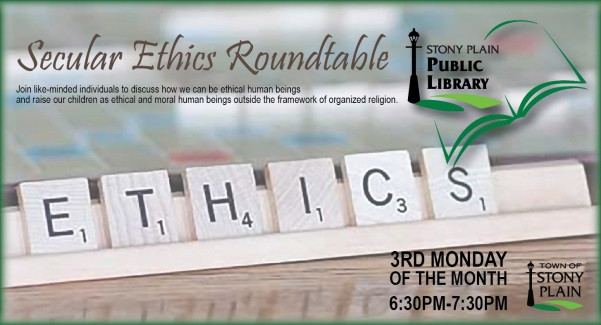 Secular Ethics Roundtable
Join like-minded individuals to discuss how we can be ethical human beings
and raise our children as ethical and moral human beings outside the framework of organized religion.
STONY PLAIN
PUBLIC
LIBRARY
E1 T1 H4 I1 C3 S1
3RD MONDAY
OF THE MONTH
6:30PM-7:30PM
TOWN OF
STONY
PLAIN